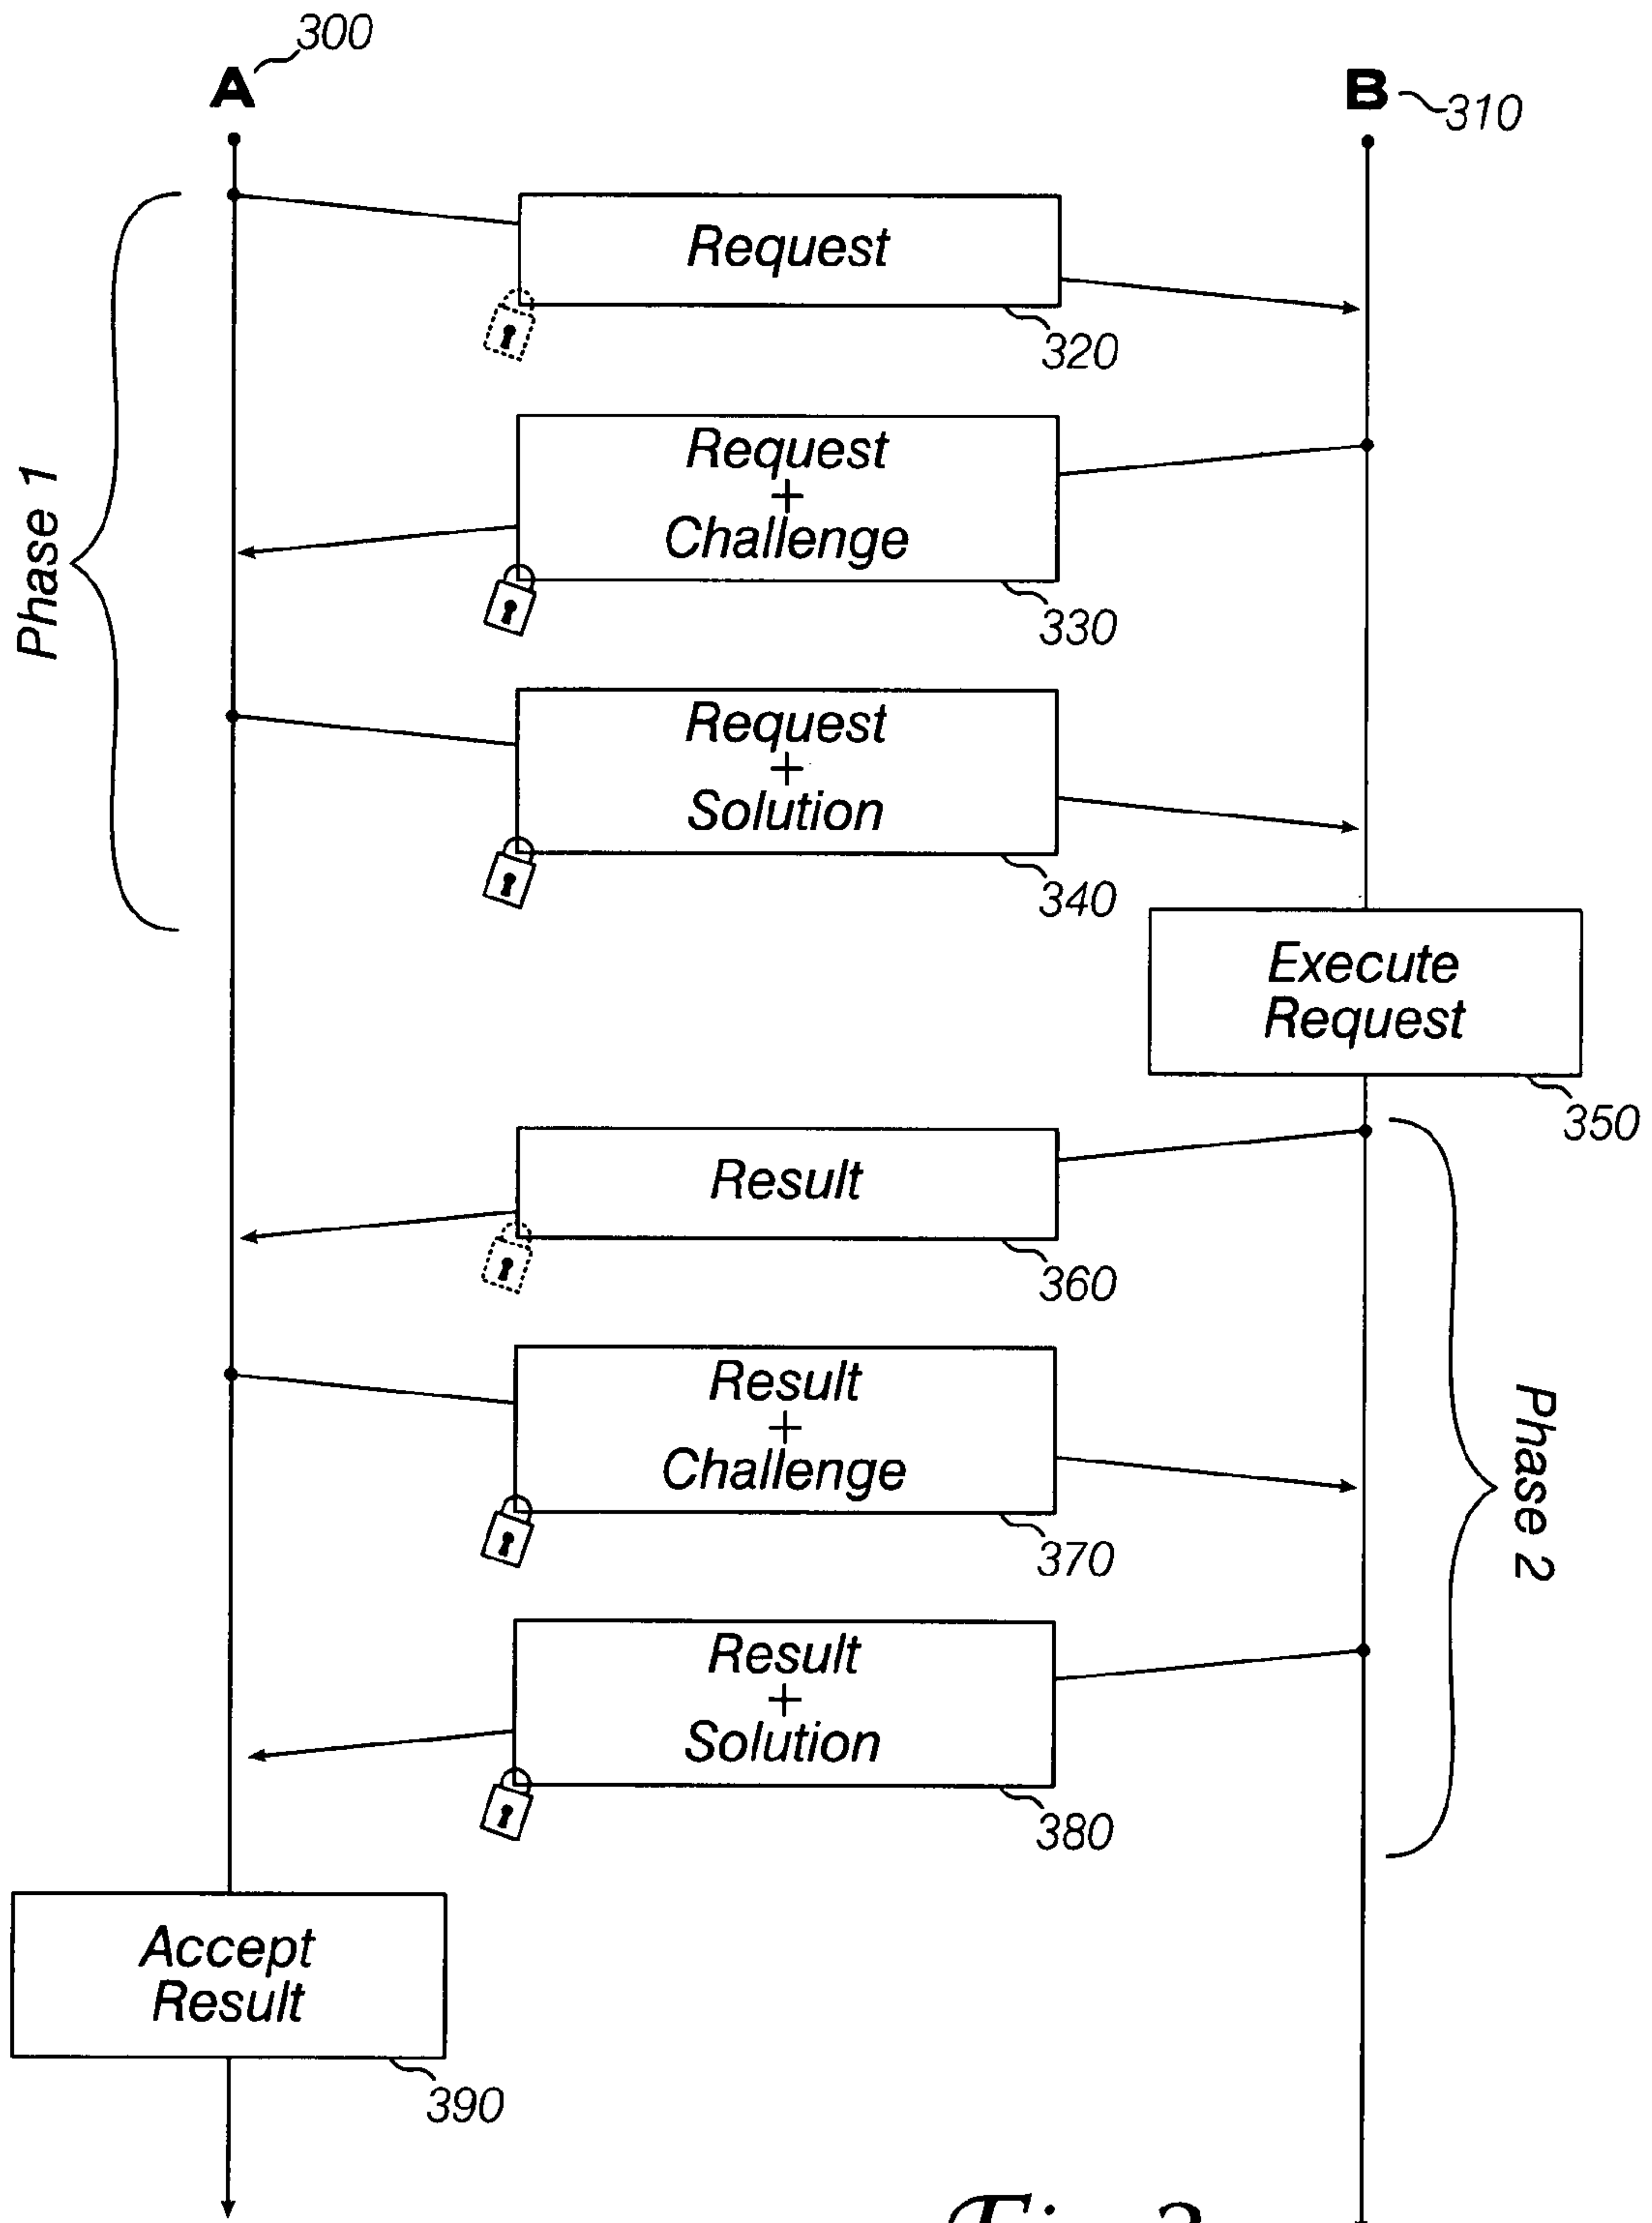 300
A
B
310
Request
320
Request
+
Challenge
330
Phase 1
Request
+
Solution
340
Execute
Request
350
Result
360
Result
+
Challenge
370
Phase 2
Result
+
Solution
380
Accept
Result
390